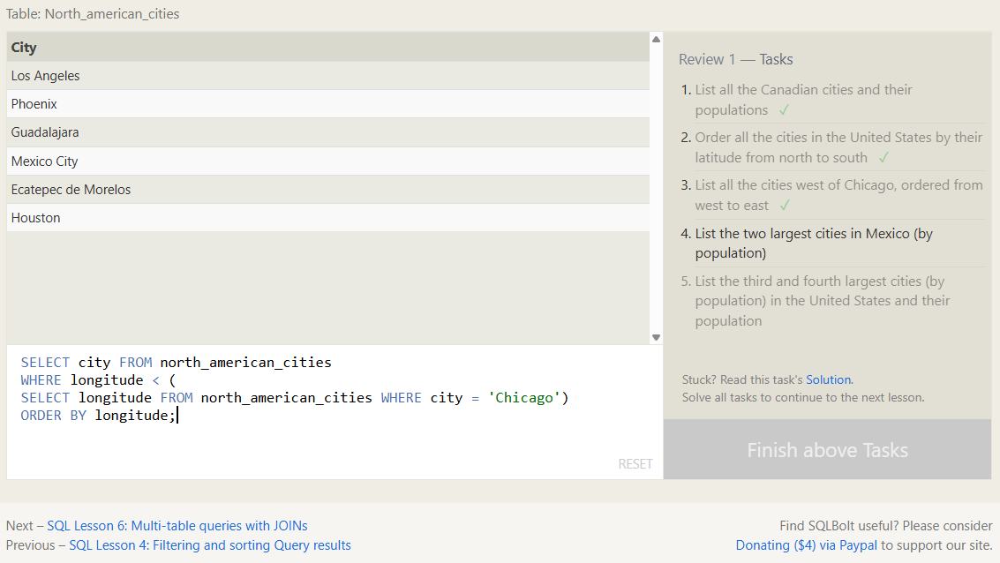 Table: North_american_cities
City
Los Angeles
Phoenix
Guadalajara
Mexico City
Ecatepec de Morelos
Houston
SELECT city FROM north_american_cities
WHERE longitude < (
SELECT longitude FROM north_american_cities WHERE city = 'Chicago')
ORDER BY longitude;
RESET
Review 1 — Tasks
1. List all the Canadian cities and their
populations ✓
2. Order all the cities in the United States by their
latitude from north to south ✓
3. List all the cities west of Chicago, ordered from
west to east ✓
4. List the two largest cities in Mexico (by
population)
5. List the third and fourth largest cities (by
population) in the United States and their
population
Stuck? Read this task's Solution.
Solve all tasks to continue to the next lesson.
Finish above Tasks
Next – SQL Lesson 6: Multi-table queries with JOINs
Previous – SQL Lesson 4: Filtering and sorting Query results
Find SQLBolt useful? Please consider
Donating ($4) via Paypal to support our site.